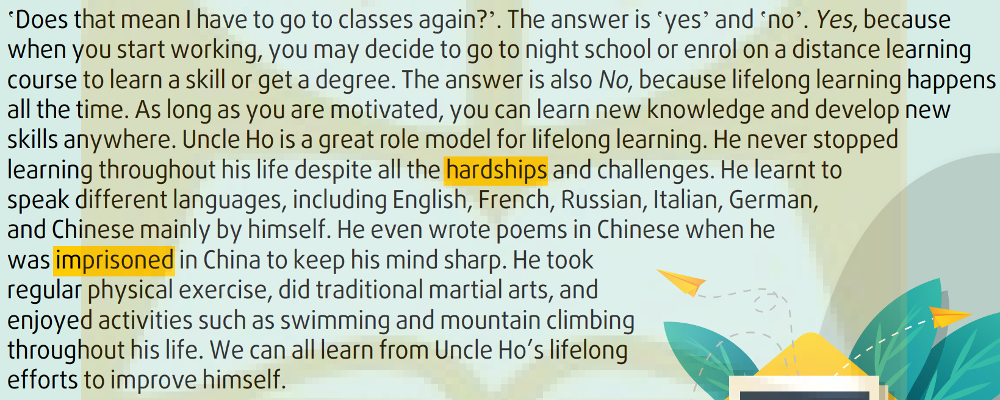 ‘Does that mean I have to go to classes again?’. The answer is ‘yes’ and ‘no’. Yes, because
when you start working, you may decide to go to night school or enrol on a distance learning
course to learn a skill or get a degree. The answer is also No, because lifelong learning happens
all the time. As long as you are motivated, you can learn new knowledge and develop new
skills anywhere. Uncle Ho is a great role model for lifelong learning. He never stopped
learning throughout his life despite all the hardships and challenges. He learnt to
speak different languages, including English, French, Russian, Italian, German,
and Chinese mainly by himself. He even wrote poems in Chinese when he
was imprisoned in China to keep his mind sharp. He took
regular physical exercise, did traditional martial arts, and
enjoyed activities such as swimming and mountain climbing
throughout his life. We can all learn from Uncle Ho’s lifelong
efforts to improve himself.